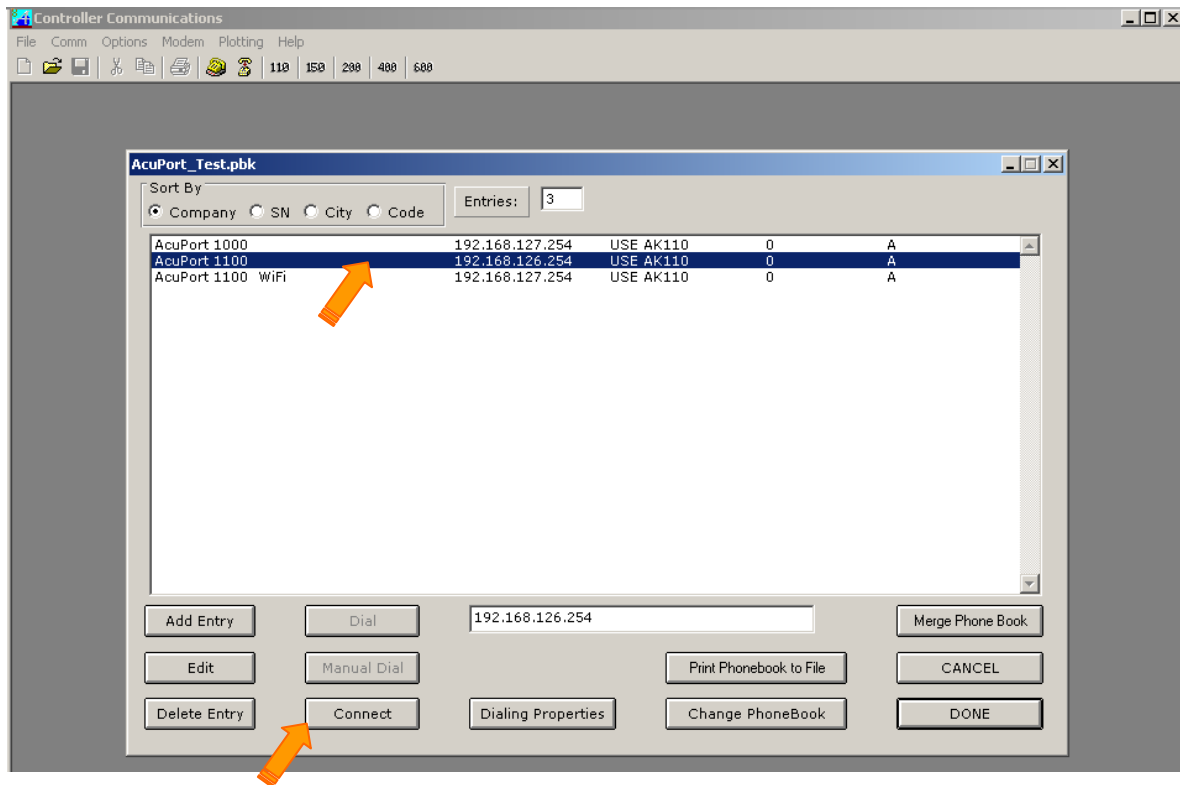 Controller Communications
File Comm Options Modem Plotting Help
110 150 200 400 600
AcuPort_Test.pbk
Sort By
Company SN City Code Entries: 3
AcuPort 1000 192.168.127.254 USE AK110 0 A
AcuPort 1100 192.168.126.254 USE AK110 0 A
AcuPort 1100 WiFi 192.168.127.254 USE AK110 0 A
Add Entry Dial 192.168.126.254 Merge Phone Book
Edit Manual Dial Print Phonebook to File CANCEL
Delete Entry Connect Dialing Properties Change PhoneBook DONE